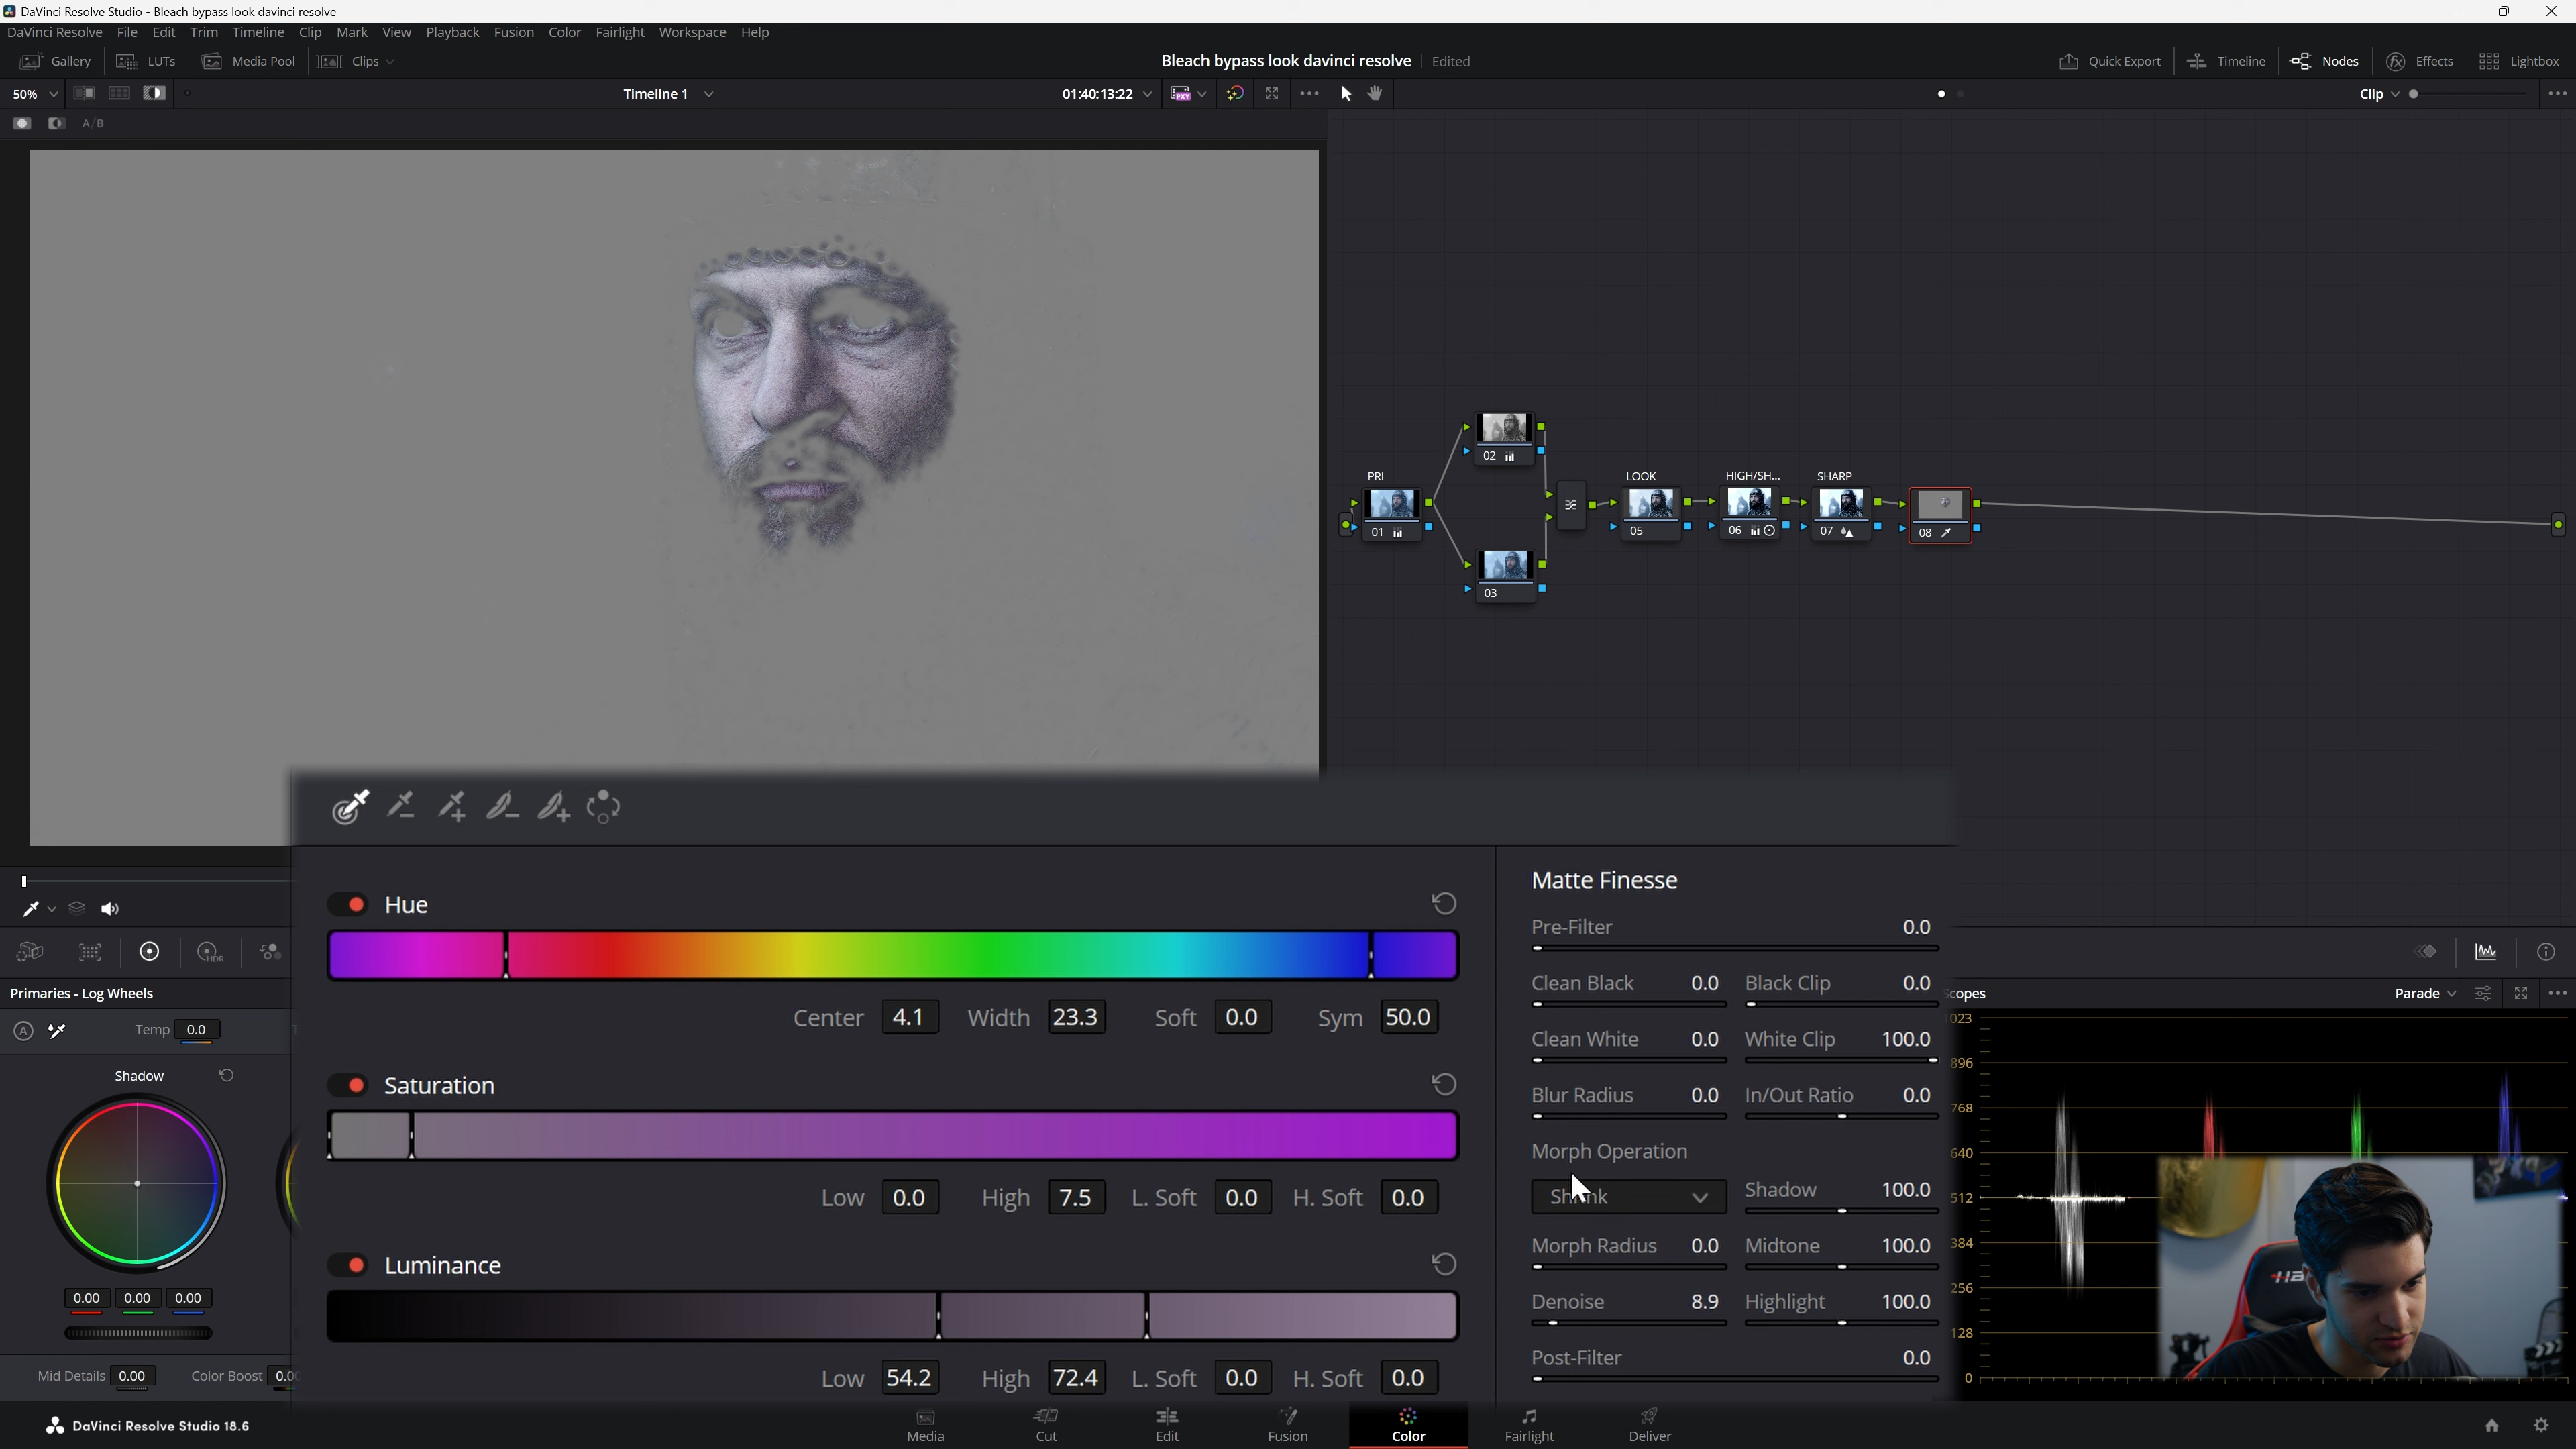 DaVinci Resolve Studio - Bleach bypass look davinci resolve
DaVinci Resolve File Edit Trim Timeline Clip Mark View Playback Fusion Color Fairlight Workspace Help
Gallery LUTs Media Pool Clips Bleach bypass look davinci resolve Edited Quick Export Timeline Nodes Effects Lightbox
50% Timeline 1 01:40:13:22 Clip
A/B
02
PRI LOOK HIGH/SH... SHARP
01 05 06 07 08
03
Hue
Center 4.1 Width 23.3 Soft 0.0 Sym 50.0
Saturation
Low 0.0 High 7.5 L. Soft 0.0 H. Soft 0.0
Luminance
Low 54.2 High 72.4 L. Soft 0.0 H. Soft 0.0
Matte Finesse
Pre-Filter 0.0
Clean Black 0.0 Black Clip 0.0
Clean White 0.0 White Clip 100.0
Blur Radius 0.0 In/Out Ratio 0.0
Morph Operation
Shadow 100.0
Morph Radius 0.0 Midtone 100.0
Denoise 8.9 Highlight 100.0
Post-Filter 0.0
HDR
Primaries - Log Wheels
A Temp 0.0
Shadow
0.00 0.00 0.00
Mid Details 0.00 Color Boost 0.00
copes Parade
023
896
768
640
512
384
256
128
0
DaVinci Resolve Studio 18.6
Media Cut Edit Fusion Color Fairlight Deliver